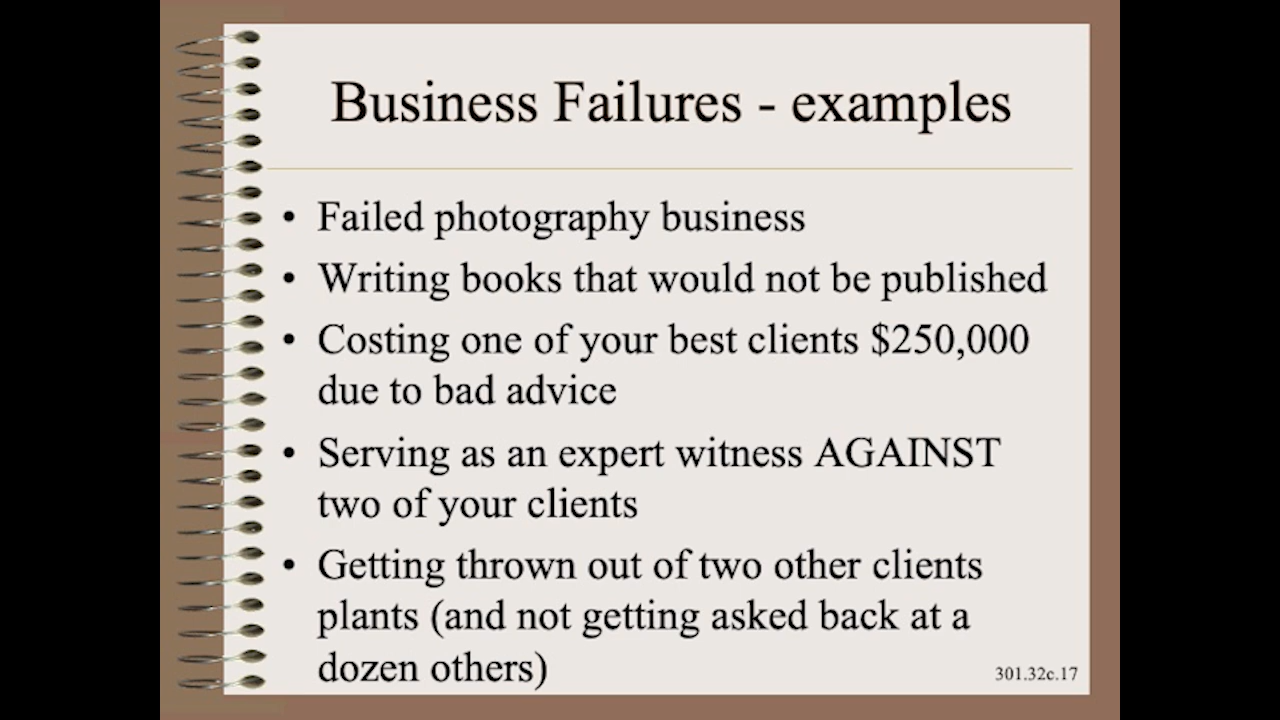 Business Failures - examples
• Failed photography business
• Writing books that would not be published
• Costing one of your best clients $250,000
due to bad advice
• Serving as an expert witness AGAINST
two of your clients
• Getting thrown out of two other clients
plants (and not getting asked back at a
dozen others)
301.32c.17